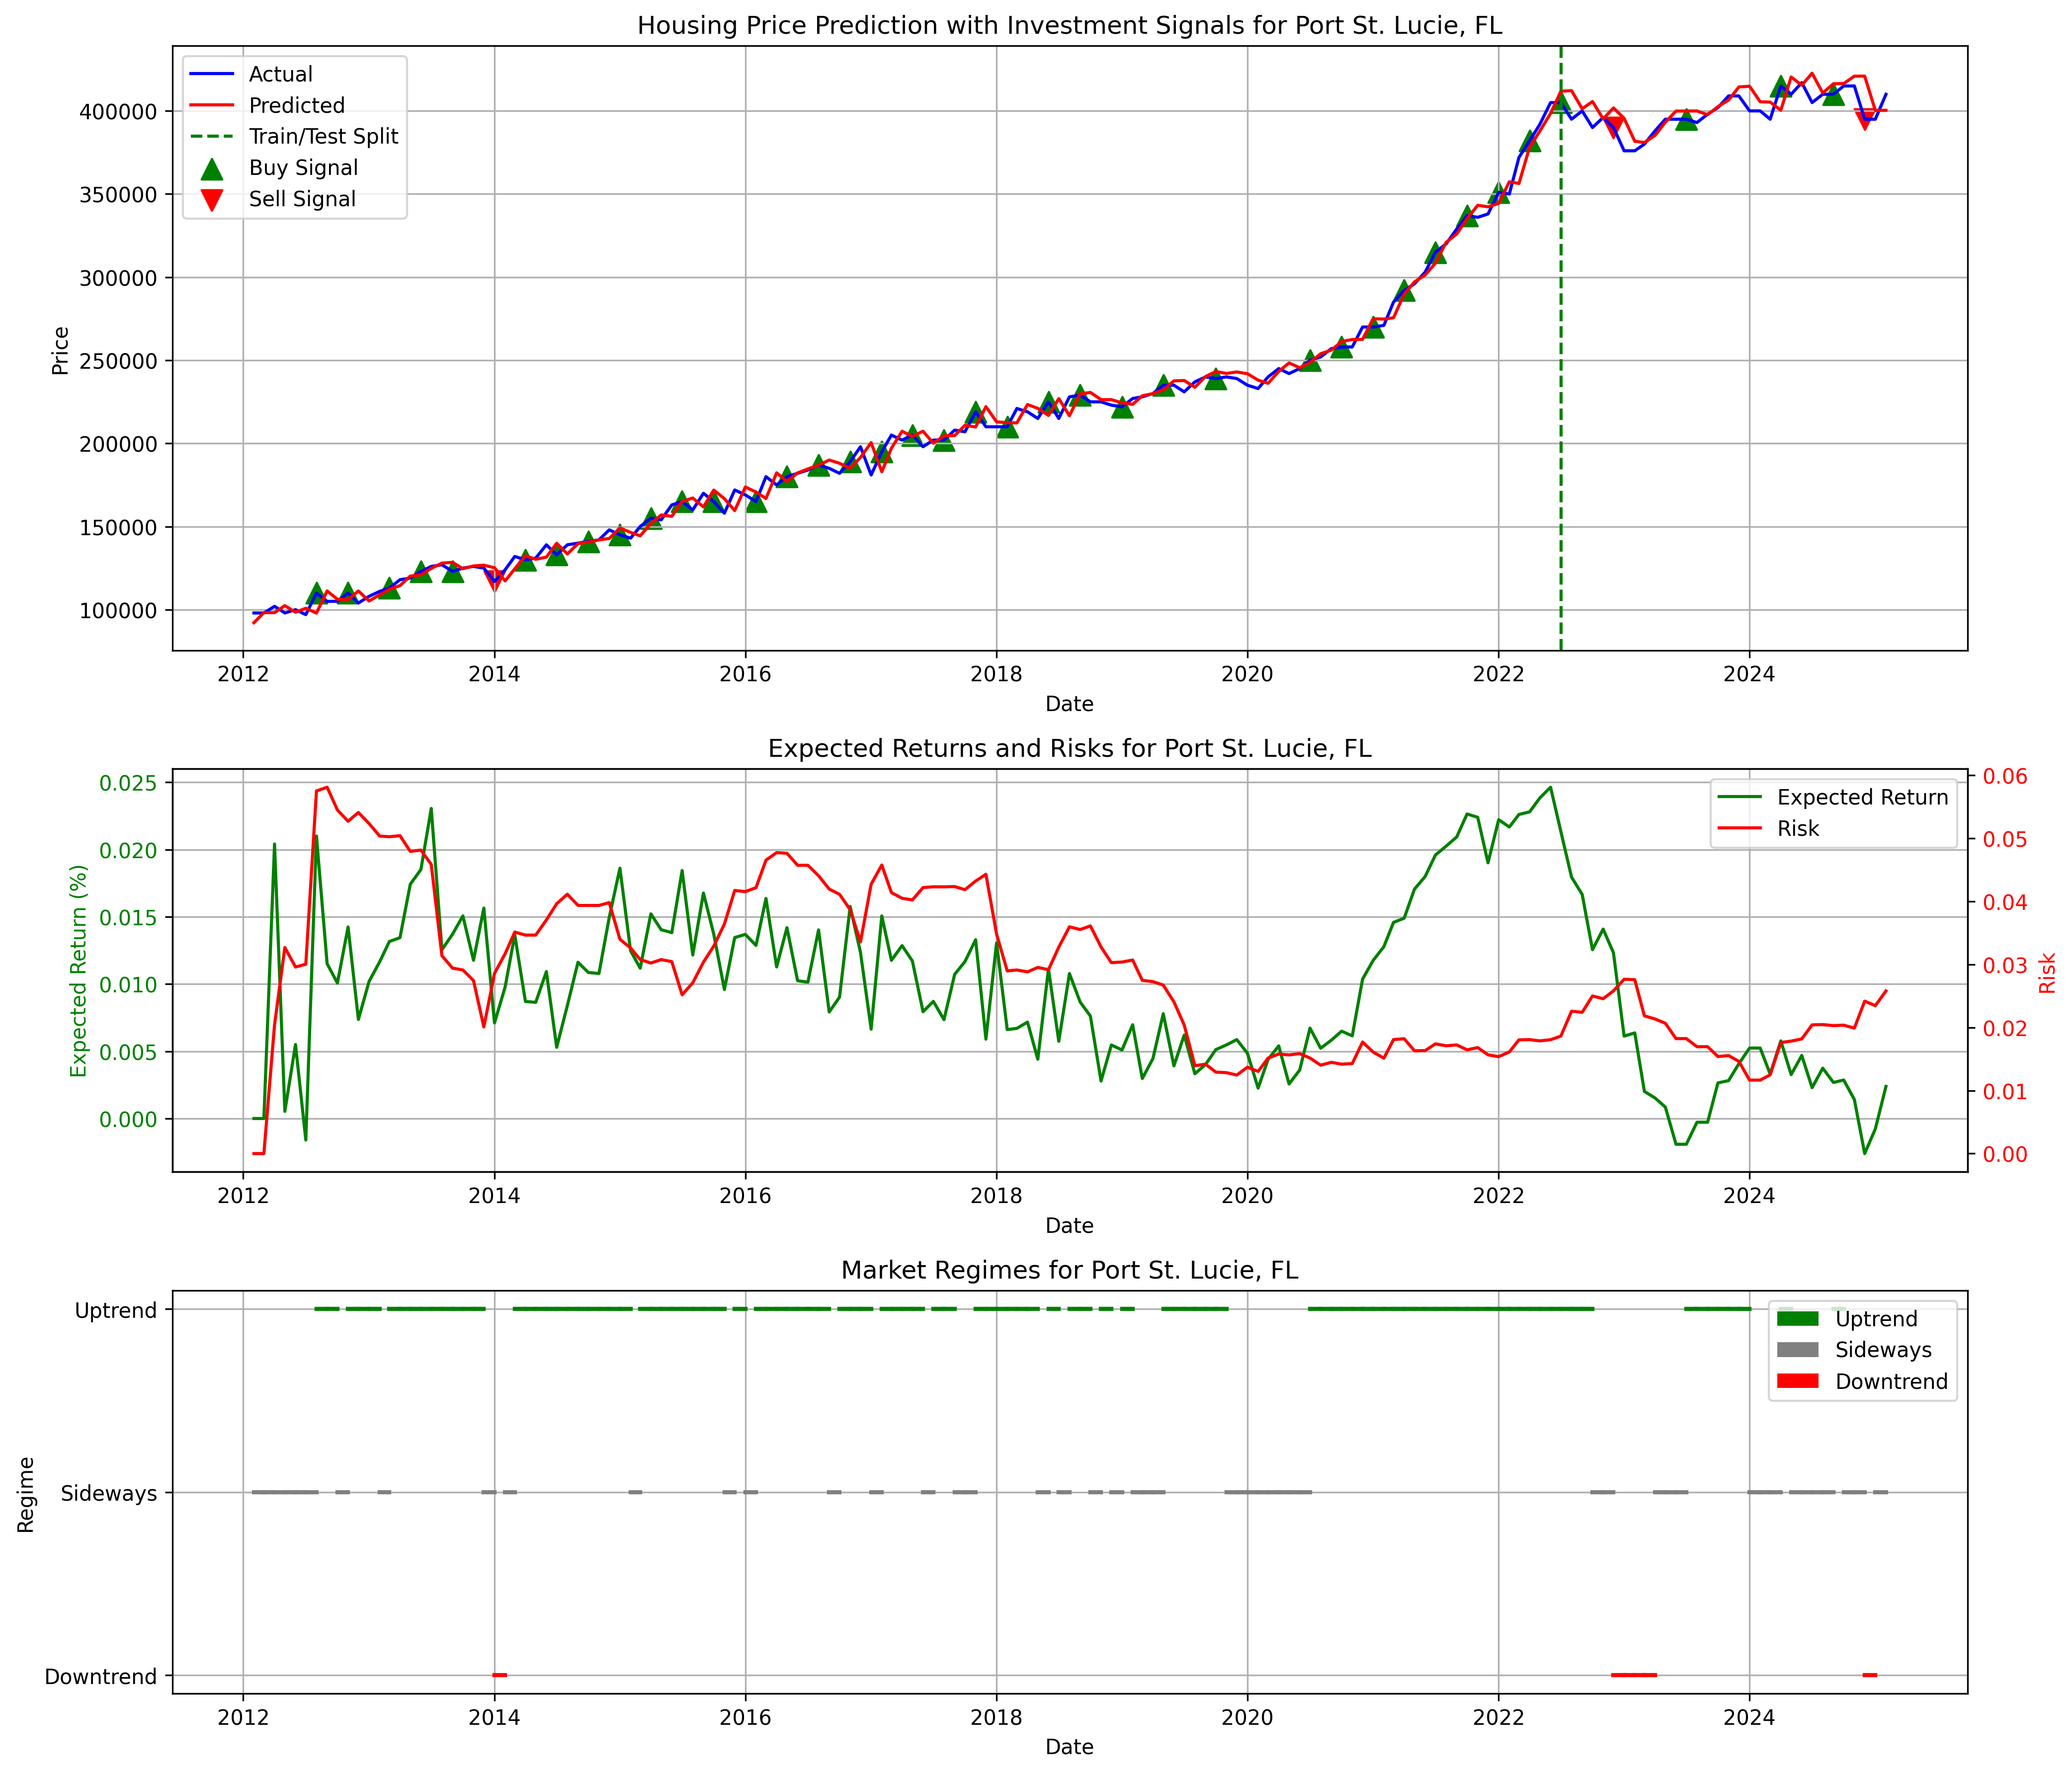 Housing Price Prediction with Investment Signals for Port St. Lucie, FL
Actual
Predicted
Train/Test Split
Buy Signal
Sell Signal
Price
400000
350000
300000
250000
200000
150000
100000
2012
2014
2016
2018
2020
2022
2024
Date
Expected Returns and Risks for Port St. Lucie, FL
Expected Return
Risk
Expected Return (%)
0.025
0.020
0.015
0.010
0.005
0.000
Risk
0.06
0.05
0.04
0.03
0.02
0.01
0.00
2012
2014
2016
2018
2020
2022
2024
Date
Market Regimes for Port St. Lucie, FL
Uptrend
Sideways
Downtrend
Regime
Uptrend
Sideways
Downtrend
2012
2014
2016
2018
2020
2022
2024
Date